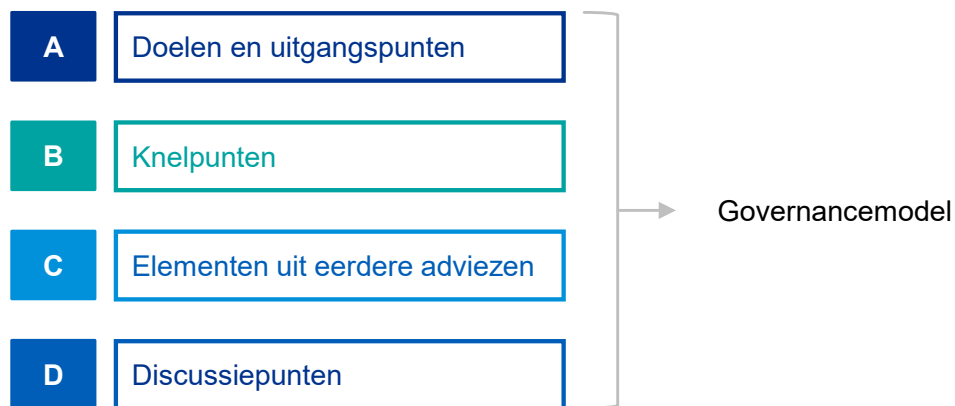 A Doelen en uitgangspunten
B Knelpunten
Governancemodel
C Elementen uit eerdere adviezen
D Discussiepunten